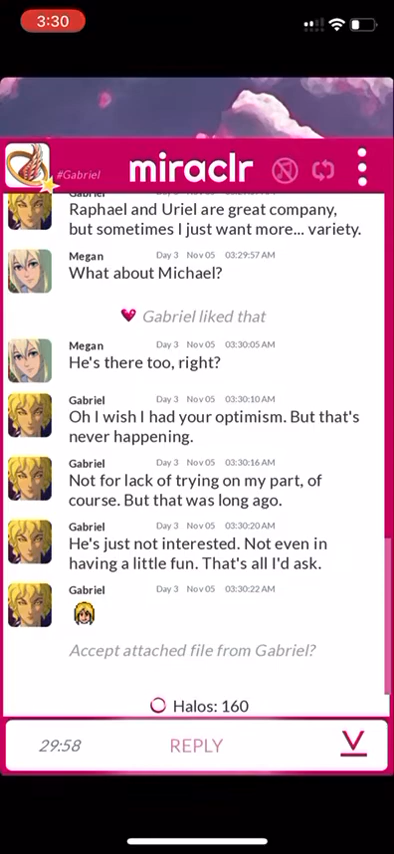 3:30
#Gabriel
miraclr
Gabriel Day 3 Nov 05
Raphael and Uriel are great company,
but sometimes I just want more... variety.
Megan Day 3 Nov 05 03:29:57 AM
What about Michael?
Gabriel liked that
Megan Day 3 Nov 05 03:30:05 AM
He's there too, right?
Gabriel Day 3 Nov 05 03:30:10 AM
Oh I wish I had your optimism. But that's
never happening.
Gabriel Day 3 Nov 05 03:30:16 AM
Not for lack of trying on my part, of
course. But that was long ago.
Gabriel Day 3 Nov 05 03:30:20 AM
He's just not interested. Not even in
having a little fun. That's all I'd ask.
Gabriel Day 3 Nov 05 03:30:22 AM
Accept attached file from Gabriel?
Halos: 160
29:58 REPLY